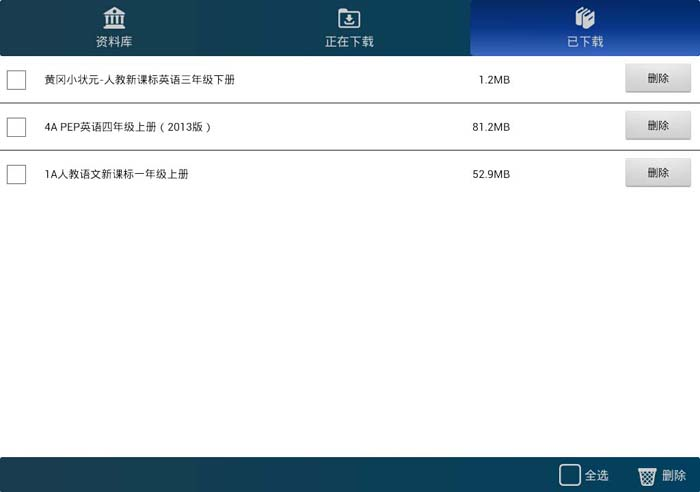 资料库
正在下载
已下载
黄冈小状元-人教新课标英语三年级下册 1.2MB 删除
4A PEP英语四年级上册（2013版） 81.2MB 删除
1A人教语文新课标一年级上册 52.9MB 删除
全选 删除